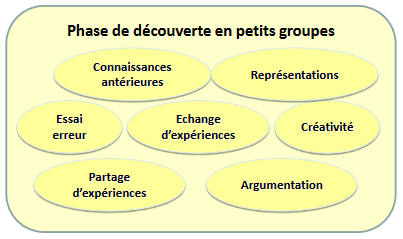 Phase de découverte en petits groupes
Connaissances
antérieures
Représentations
Essai
erreur
Echange
d'expériences
Créativité
Partage
d'expériences
Argumentation